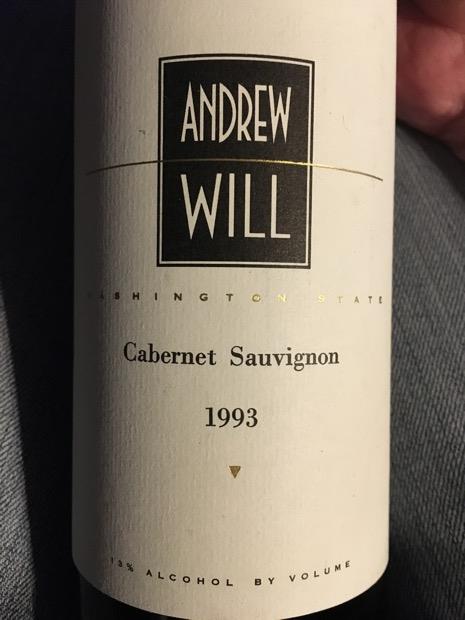 ANDREW
WILL
WASHINGTON STATE
Cabernet Sauvignon
1993
13% ALCOHOL BY VOLUME